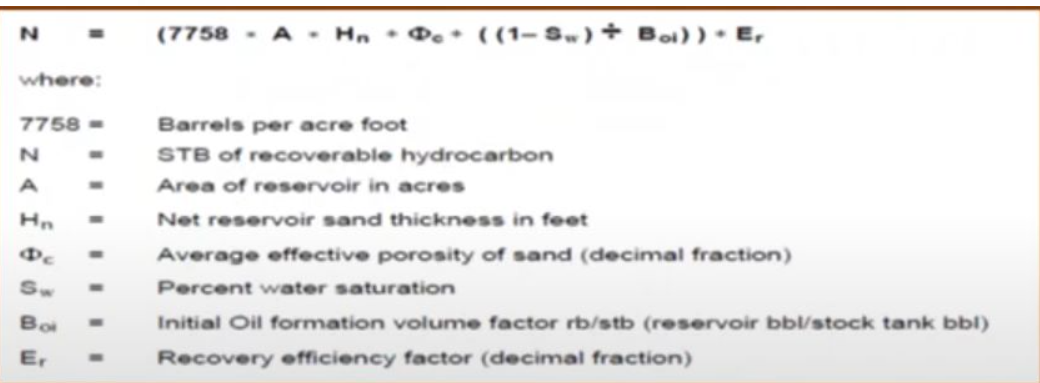 N = (7758 * A * Hₙ * Φc * ((1– Sw) ÷ Boi)) * Er
where:
7758 = Barrels per acre foot
N = STB of recoverable hydrocarbon
A = Area of reservoir in acres
Hₙ = Net reservoir sand thickness in feet
Φc = Average effective porosity of sand (decimal fraction)
Sw = Percent water saturation
Boi = Initial Oil formation volume factor rb/stb (reservoir bbl/stock tank bbl)
Er = Recovery efficiency factor (decimal fraction)